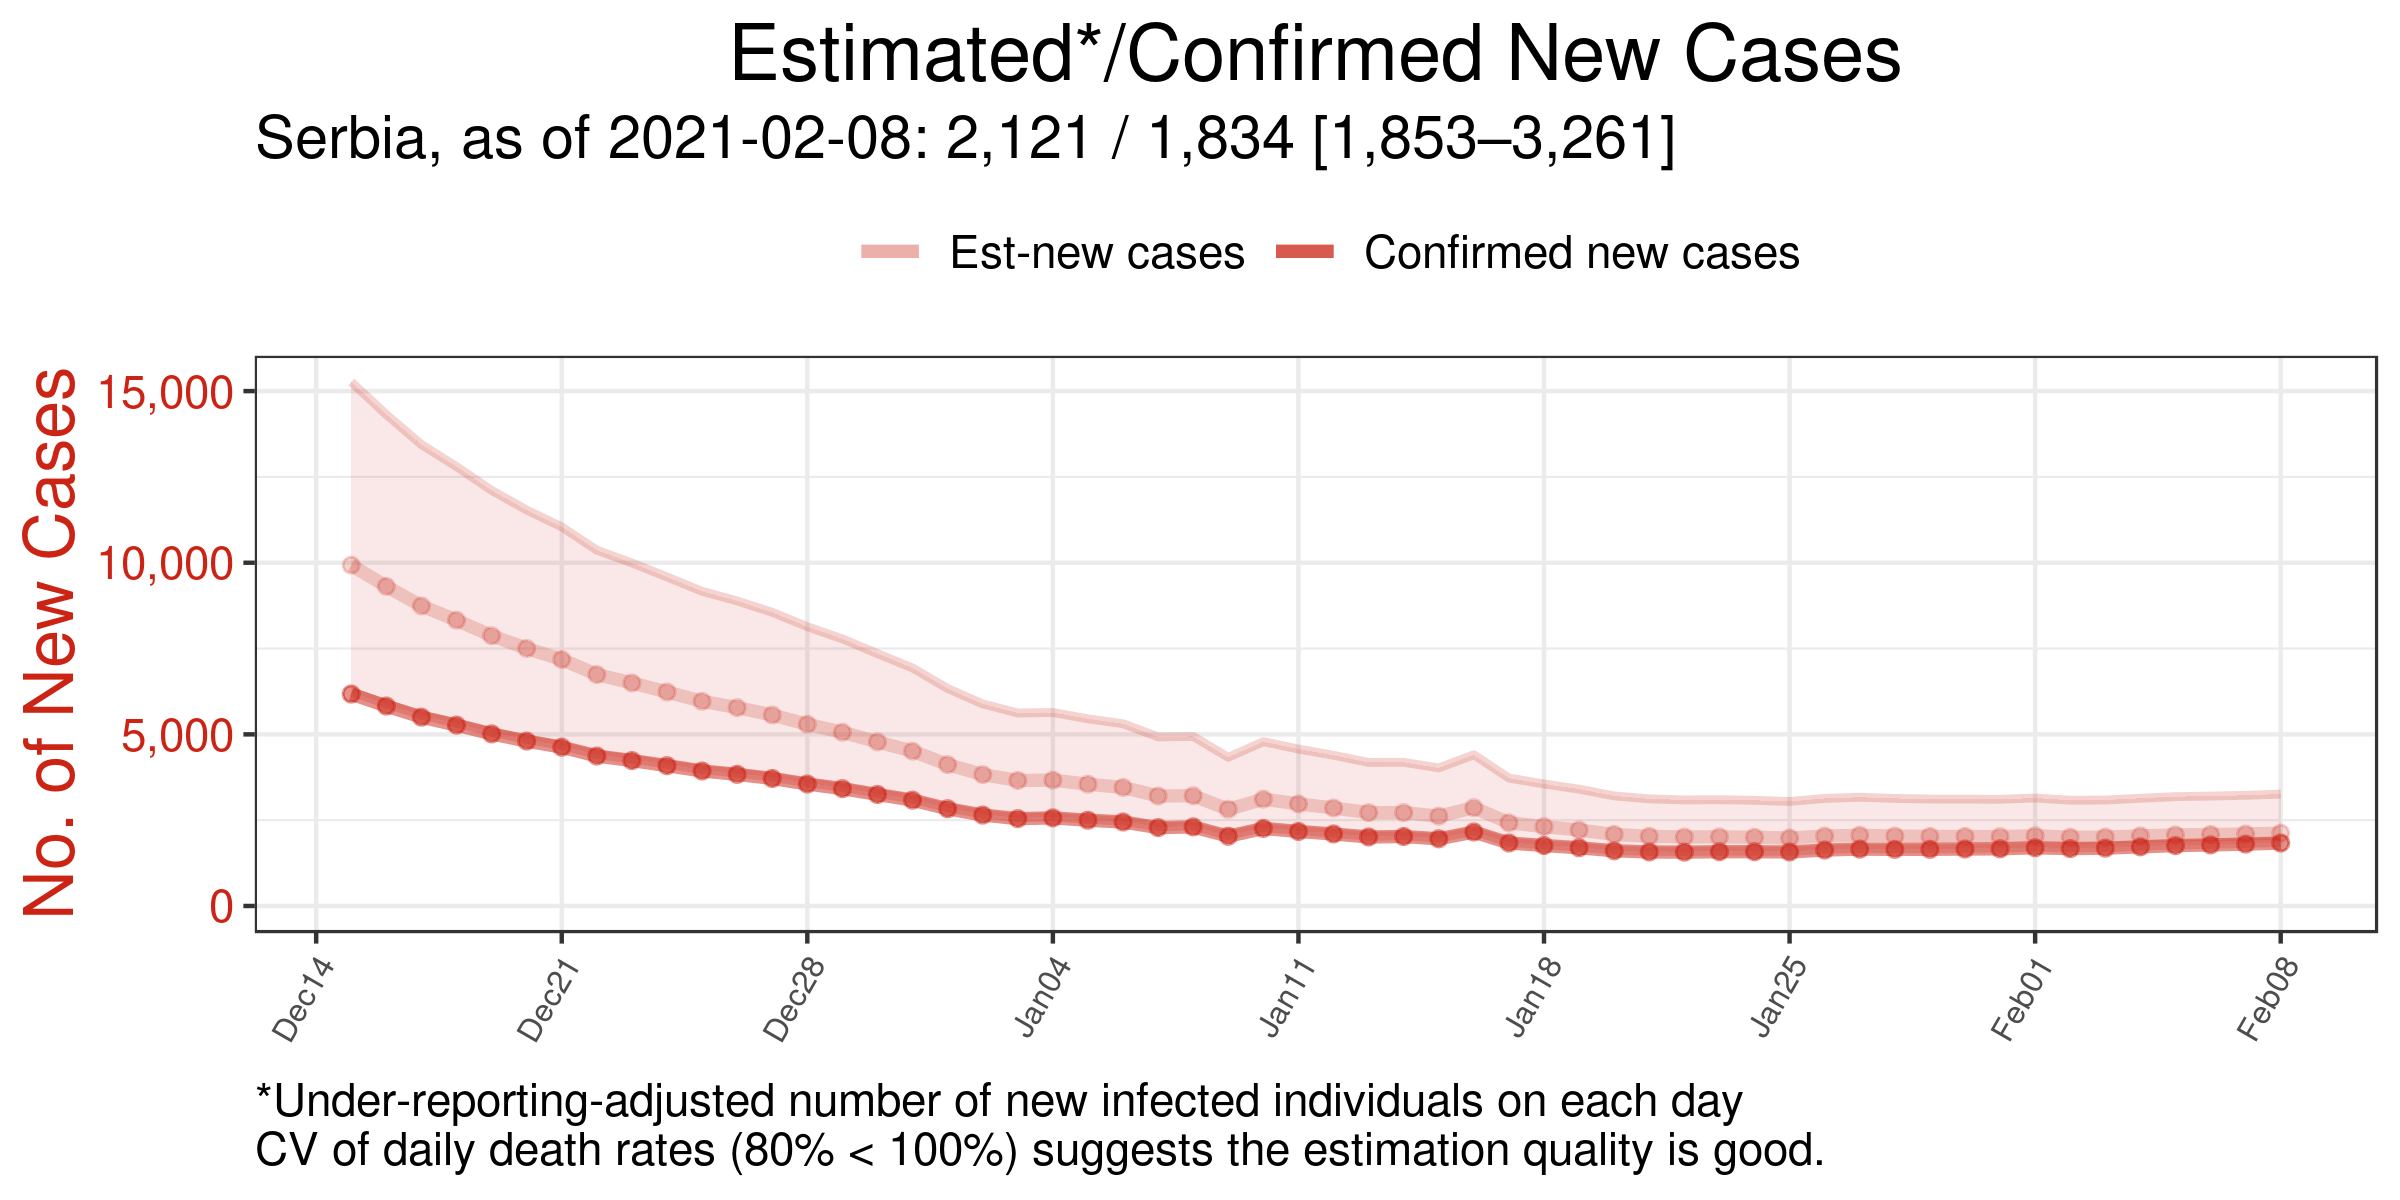 Estimated*/Confirmed New Cases
Serbia, as of 2021-02-08: 2,121 / 1,834 [1,853–3,261]
Est-new cases Confirmed new cases
No. of New Cases
15,000
10,000
5,000
0
Dec14 Dec21 Dec28 Jan04 Jan11 Jan18 Jan25 Feb01 Feb08
*Under-reporting-adjusted number of new infected individuals on each day
CV of daily death rates (80% < 100%) suggests the estimation quality is good.